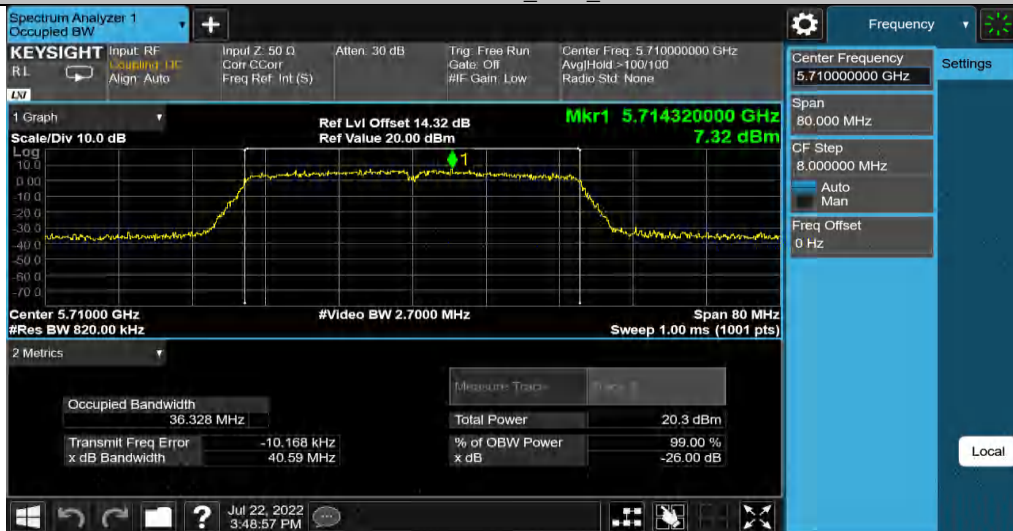 Spectrum Analyzer 1
Occupied BW
Frequency
KEYSIGHT
RL
LXI
Input: RF
Coupling: DC
Align: Auto
Input Z: 50 Ω
Corr CCorr
Freq Ref: Int (S)
Atten: 30 dB
Trig: Free Run
Gate: Off
#IF Gain: Low
Center Freq: 5.710000000 GHz
Avg|Hold >100/100
Radio Std: None
1 Graph
Scale/Div 10.0 dB
Ref Lvl Offset 14.32 dB
Ref Value 20.00 dBm
Mkr1 5.714320000 GHz
7.32 dBm
Log
10.0
0.00
-10.0
-20.0
-30.0
-40.0
-50.0
-60.0
-70.0
1
Center 5.71000 GHz
#Res BW 820.00 kHz
#Video BW 2.7000 MHz
Span 80 MHz
Sweep 1.00 ms (1001 pts)
2 Metrics
Measure Trace
Trace 1
Occupied Bandwidth
36.328 MHz
Total Power 20.3 dBm
Transmit Freq Error -10.168 kHz
% of OBW Power 99.00 %
x dB Bandwidth 40.59 MHz
x dB -26.00 dB
Center Frequency
5.710000000 GHz
Settings
Span
80.000 MHz
CF Step
8.000000 MHz
Auto
Man
Freq Offset
0 Hz
Local
?
Jul 22, 2022
3:48:57 PM